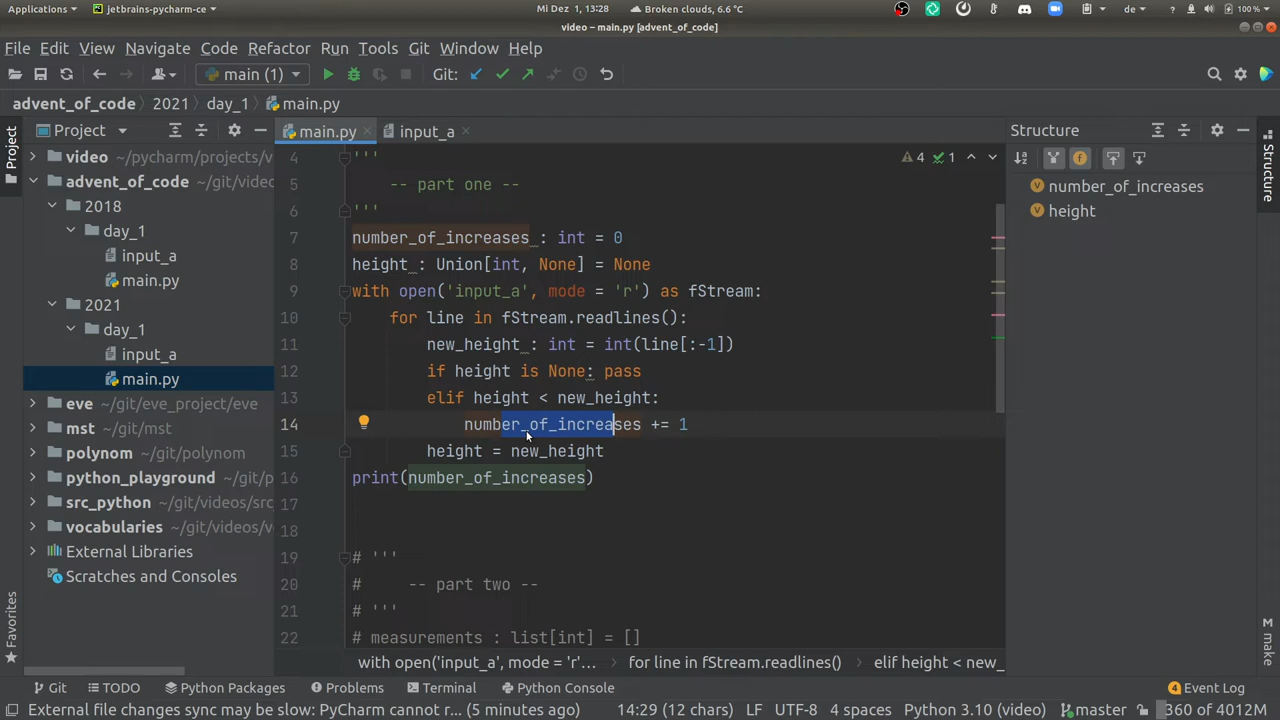 Applications jetbrains-pycharm-ce Mi Dez 1, 13:28 Broken clouds, 6.6 °C de 100 %
video – main.py [advent_of_code]
File Edit View Navigate Code Refactor Run Tools Git Window Help
main (1) Git:
advent_of_code 2021 day_1 main.py
Project
Project
main.py
input_a
Structure
Structure
video ~/pycharm/projects/v
advent_of_code ~/git/vide
2018
day_1
input_a
main.py
2021
day_1
input_a
main.py
eve ~/git/eve_project/eve
mst ~/git/mst
polynom ~/git/polynom
python_playground ~/git/
src_python ~/git/videos/src
vocabularies ~/git/videos/v
External Libraries
Scratches and Consoles
4 1
4 '''
5 -- part one --
6 '''
7 number_of_increases : int = 0
8 height : Union[int, None] = None
9 with open('input_a', mode = 'r') as fStream:
10 for line in fStream.readlines():
11 new_height : int = int(line[:-1])
12 if height is None: pass
13 elif height < new_height:
14 number_of_increases += 1
15 height = new_height
16 print(number_of_increases)
17
18
19 # '''
20 # -- part two --
21 # '''
22 # measurements : list[int] = []
number_of_increases
height
with open('input_a', mode = 'r'... for line in fStream.readlines() elif height < new_
Favorites
make
Git TODO Python Packages Problems Terminal Python Console 4 Event Log
External file changes sync may be slow: PyCharm cannot r... (5 minutes ago) 14:29 (12 chars) LF UTF-8 4 spaces Python 3.10 (video) master 360 of 4012M